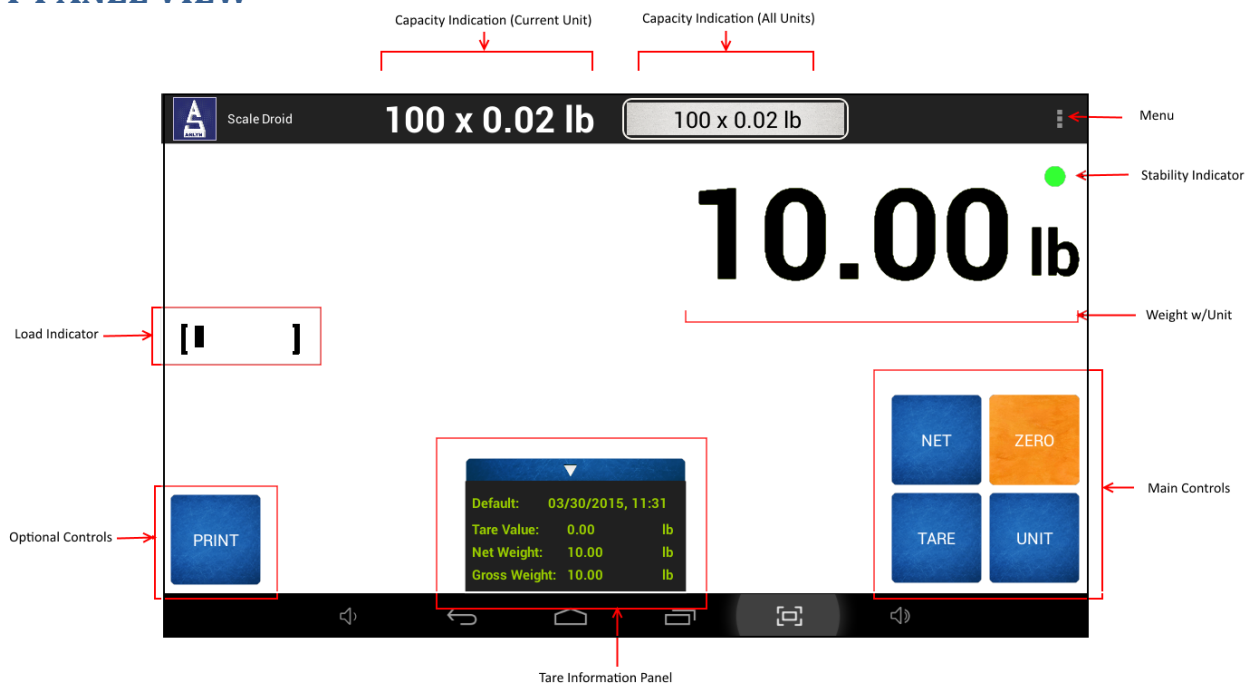 Capacity Indication (Current Unit)
Capacity Indication (All Units)
Scale Droid
100 x 0.02 lb
100 x 0.02 lb
Menu
Stability Indicator
10.00 lb
Weight w/Unit
Load Indicator
[ ]
NET
ZERO
Main Controls
Default: 03/30/2015, 11:31
Tare Value: 0.00 lb
Net Weight: 10.00 lb
Gross Weight: 10.00 lb
Optional Controls
PRINT
TARE
UNIT
Tare Information Panel